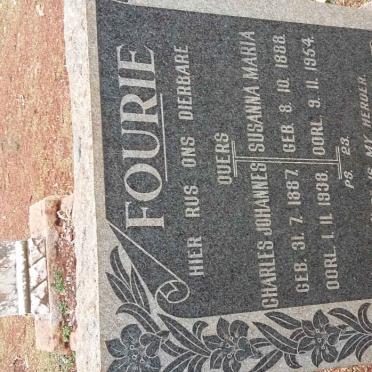 FOURIE
HIER RUS ONS DIERBARE
OUERS
CHARLES JOHANNES SUSANNA MARIA
GEB. 31. 7. 1887. GEB. 8. 10. 1888.
OORL. 1. 11. 1938. OORL. 9. 11. 1954.
PS. 23.
IS MY HERDER.